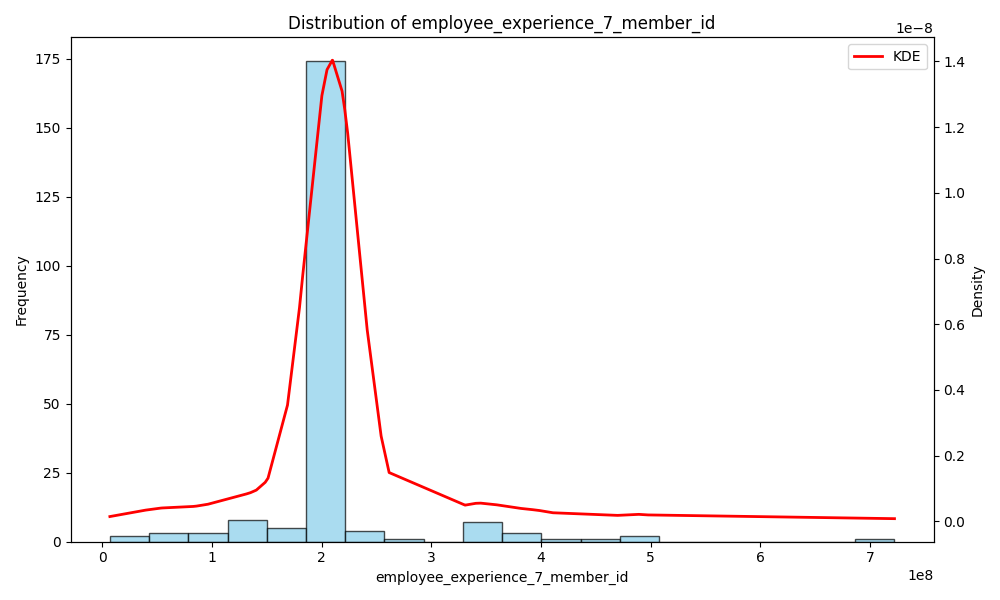 Distribution of employee_experience_7_member_id
1e−8
KDE
175
150
125
100
75
50
25
0
Frequency
1.4
1.2
1.0
0.8
0.6
0.4
0.2
0.0
Density
0 1 2 3 4 5 6 7
1e8
employee_experience_7_member_id